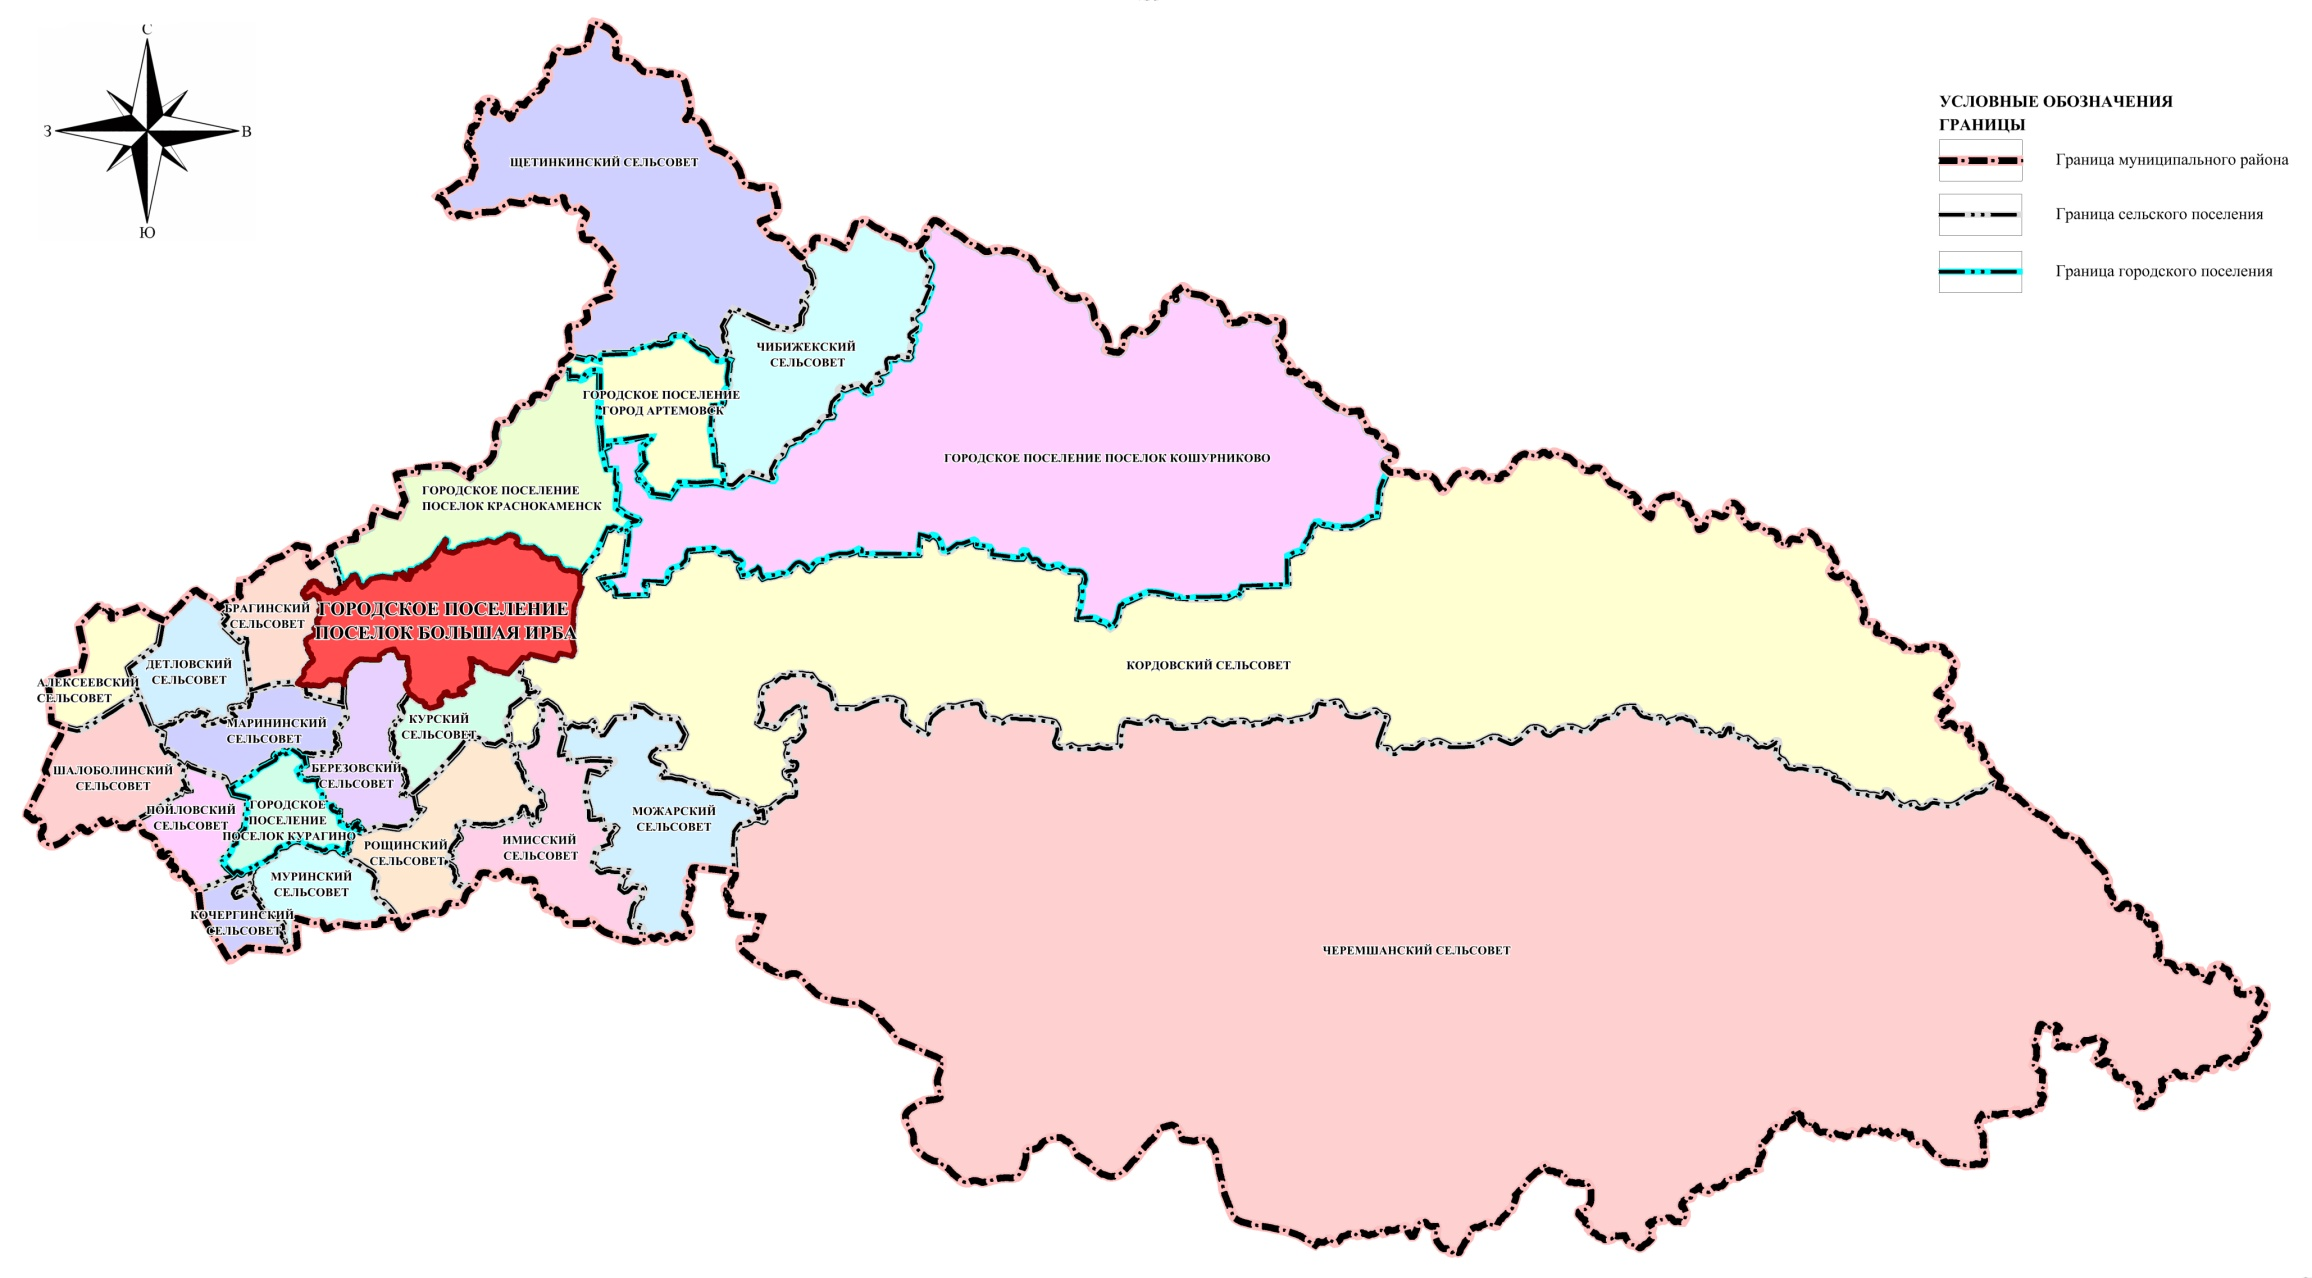 С
З
В
Ю
УСЛОВНЫЕ ОБОЗНАЧЕНИЯ
ГРАНИЦЫ
Граница муниципального района
Граница сельского поселения
Граница городского поселения
ЩЕТИНКИНСКИЙ СЕЛЬСОВЕТ
ЧИБИЖЕКСКИЙ
СЕЛЬСОВЕТ
ГОРОДСКОЕ ПОСЕЛЕНИЕ
ГОРОД АРТЕМОВСК
ГОРОДСКОЕ ПОСЕЛЕНИЕ ПОСЕЛОК КОШУРНИКОВО
ГОРОДСКОЕ ПОСЕЛЕНИЕ
ПОСЕЛОК КРАСНОКАМЕНСК
БРАГИНСКИЙ
СЕЛЬСОВЕТ
ГОРОДСКОЕ ПОСЕЛЕНИЕ
ПОСЕЛОК БОЛЬШАЯ ИРБА
ДЕТЛОВСКИЙ
СЕЛЬСОВЕТ
КОРДОВСКИЙ СЕЛЬСОВЕТ
АЛЕКСЕЕВСКИЙ
СЕЛЬСОВЕТ
МАРИНИНСКИЙ
СЕЛЬСОВЕТ
КУРСКИЙ
СЕЛЬСОВЕТ
ШАЛОБОЛИНСКИЙ
СЕЛЬСОВЕТ
БЕРЕЗОВСКИЙ
СЕЛЬСОВЕТ
ПОЙЛОВСКИЙ
СЕЛЬСОВЕТ
ГОРОДСКОЕ
ПОСЕЛЕНИЕ
ПОСЕЛОК КУРАГИНО
МОЖАРСКИЙ
СЕЛЬСОВЕТ
РОЩИНСКИЙ
СЕЛЬСОВЕТ
ИМИССКИЙ
СЕЛЬСОВЕТ
МУРИНСКИЙ
СЕЛЬСОВЕТ
КОЧЕРГИНСКИЙ
СЕЛЬСОВЕТ
ЧЕРЕМШАНСКИЙ СЕЛЬСОВЕТ